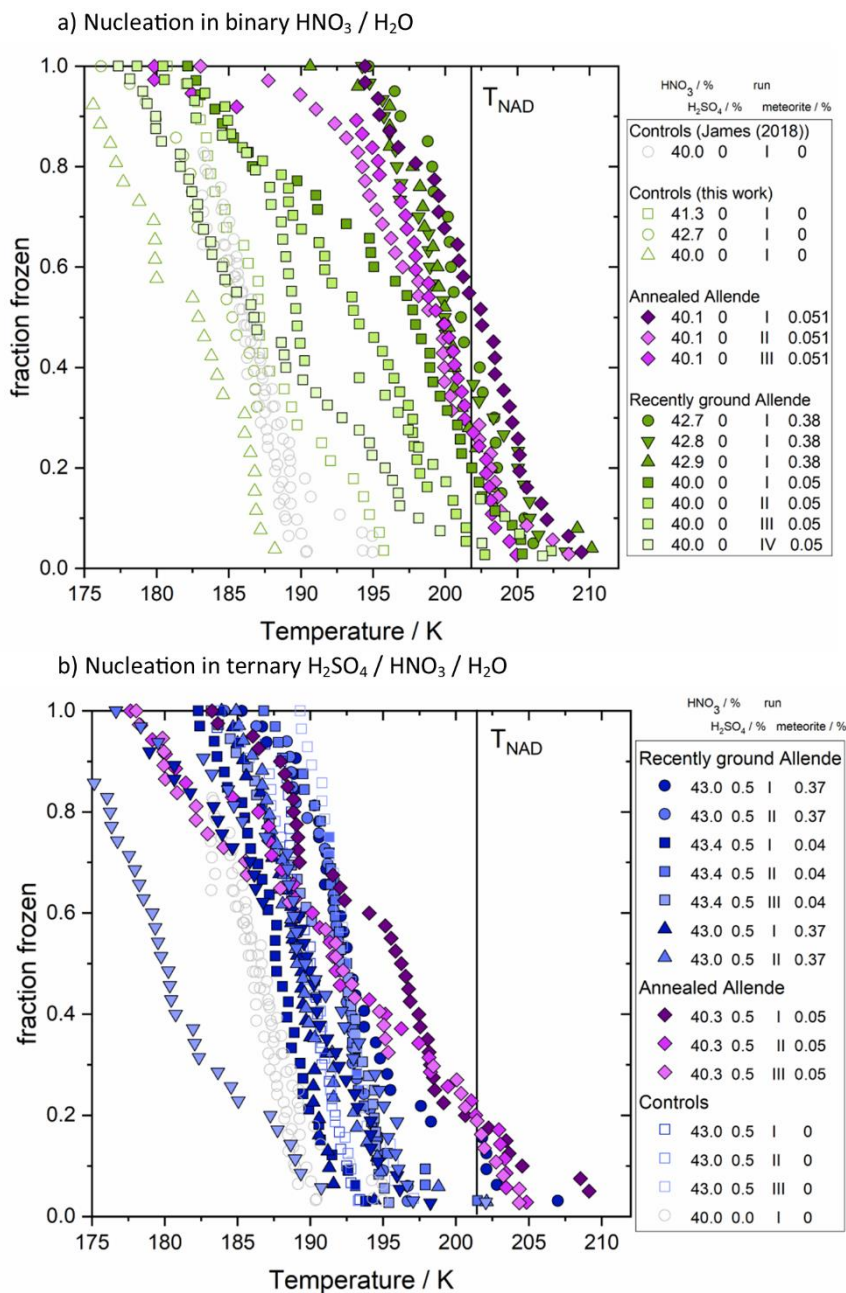 a) Nucleation in binary HNO₃ / H₂O
fraction frozen
1.0
0.8
0.6
0.4
0.2
0.0
T_NAD
175 180 185 190 195 200 205 210
Temperature / K
HNO₃ / % run
H₂SO₄ / % meteorite / %
Controls (James (2018))
40.0 0 I 0
Controls (this work)
41.3 0 I 0
42.7 0 I 0
40.0 0 I 0
Annealed Allende
40.1 0 I 0.051
40.1 0 II 0.051
40.1 0 III 0.051
Recently ground Allende
42.7 0 I 0.38
42.8 0 I 0.38
42.9 0 I 0.38
40.0 0 I 0.05
40.0 0 II 0.05
40.0 0 III 0.05
40.0 0 IV 0.05
b) Nucleation in ternary H₂SO₄ / HNO₃ / H₂O
fraction frozen
1.0
0.8
0.6
0.4
0.2
0.0
T_NAD
175 180 185 190 195 200 205 210
Temperature / K
HNO₃ / % run
H₂SO₄ / % meteorite / %
Recently ground Allende
43.0 0.5 I 0.37
43.0 0.5 II 0.37
43.4 0.5 I 0.04
43.4 0.5 II 0.04
43.4 0.5 III 0.04
43.0 0.5 I 0.37
43.0 0.5 II 0.37
Annealed Allende
40.3 0.5 I 0.05
40.3 0.5 II 0.05
40.3 0.5 III 0.05
Controls
43.0 0.5 I 0
43.0 0.5 II 0
43.0 0.5 III 0
40.0 0.0 I 0